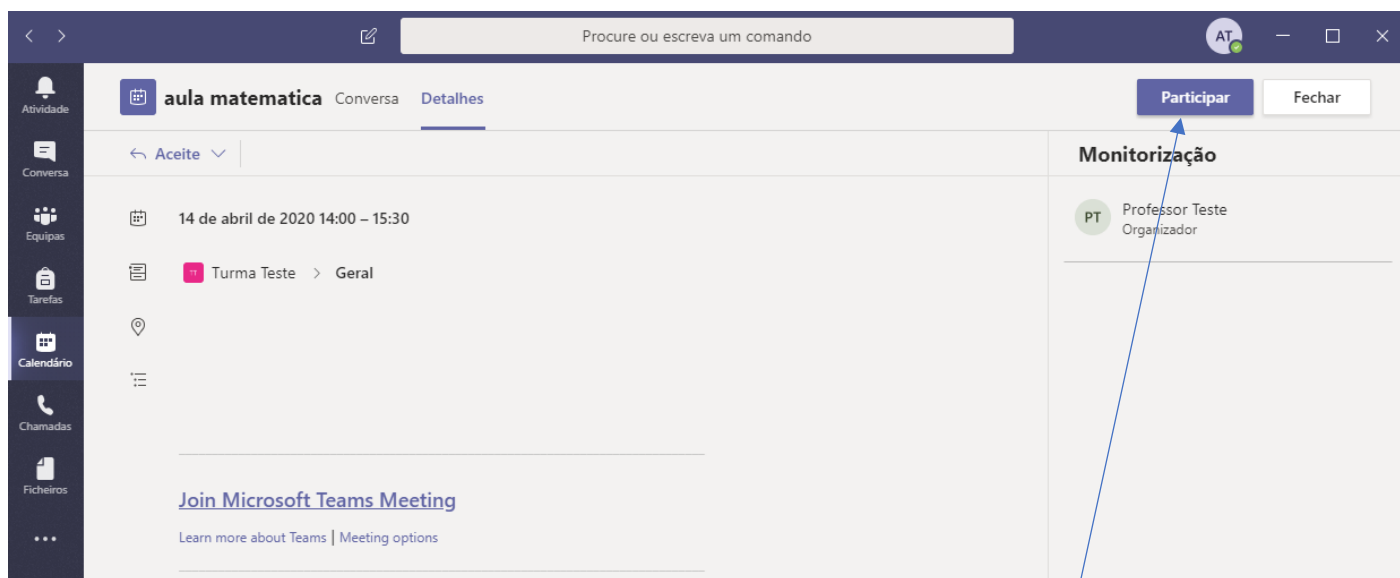 Procure ou escreva um comando
AT
Atividade
Conversa
Equipas
Tarefas
Calendário
Chamadas
Ficheiros
aula matematica Conversa Detalhes
Participar Fechar
Aceite
14 de abril de 2020 14:00 – 15:30
TT Turma Teste > Geral
Join Microsoft Teams Meeting
Learn more about Teams | Meeting options
Monitorização
PT Professor Teste
Organizador